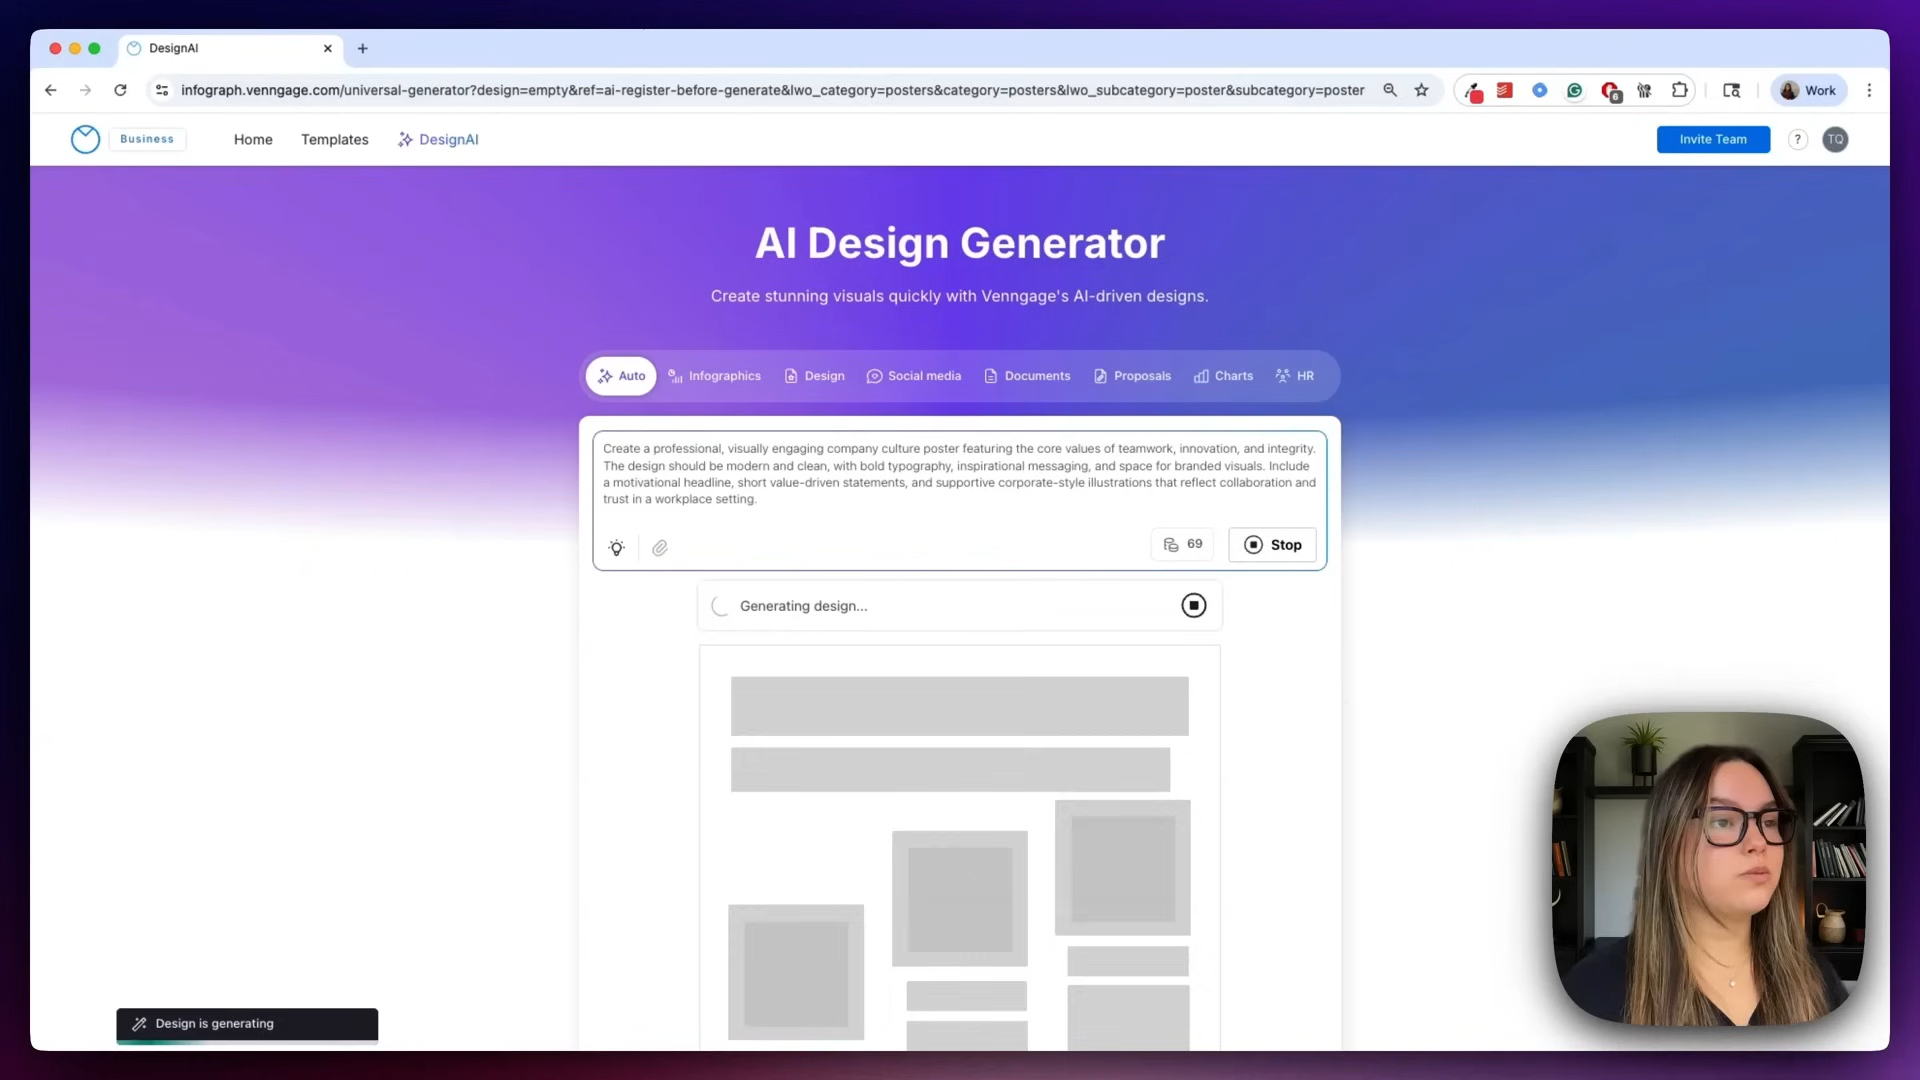 DesignAI
infograph.venngage.com/universal-generator?design=empty&ref=ai-register-before-generate&lwo_category=posters&category=posters&lwo_subcategory=poster&subcategory=poster
6
Work
Business
Home
Templates
DesignAI
Invite Team
?
TQ
AI Design Generator
Create stunning visuals quickly with Venngage's AI-driven designs.
Auto
Infographics
Design
Social media
Documents
Proposals
Charts
HR
Create a professional, visually engaging company culture poster featuring the core values of teamwork, innovation, and integrity.
The design should be modern and clean, with bold typography, inspirational messaging, and space for branded visuals. Include
a motivational headline, short value-driven statements, and supportive corporate-style illustrations that reflect collaboration and
trust in a workplace setting.
69
Stop
Generating design...
Design is generating